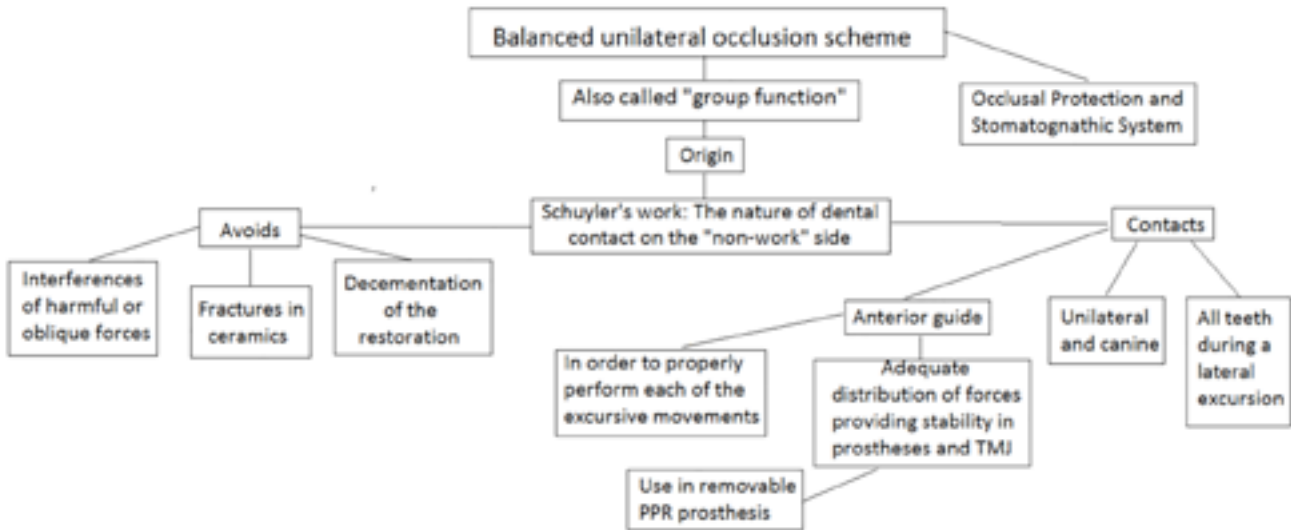 Balanced unilateral occlusion scheme
Also called "group function"
Occlusal Protection and
Stomatognathic System
Origin
Schuyler's work: The nature of dental
contact on the "non-work" side
Avoids
Contacts
Interferences
of harmful or
oblique forces
Fractures in
ceramics
Decementation
of the
restoration
Anterior guide
Unilateral
and canine
All teeth
during a
lateral
excursion
In order to properly
perform each of the
excursive movements
Adequate
distribution of forces
providing stability in
prostheses and TMJ
Use in removable
PPR prosthesis